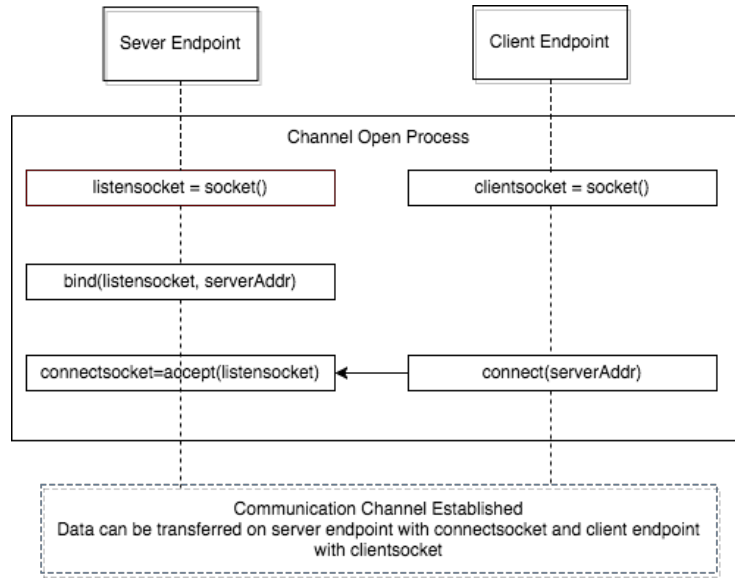 Sever Endpoint
Client Endpoint
Channel Open Process
listensocket = socket()
clientsocket = socket()
bind(listensocket, serverAddr)
connectsocket=accept(listensocket)
connect(serverAddr)
Communication Channel Established
Data can be transferred on server endpoint with connectsocket and client endpoint
with clientsocket